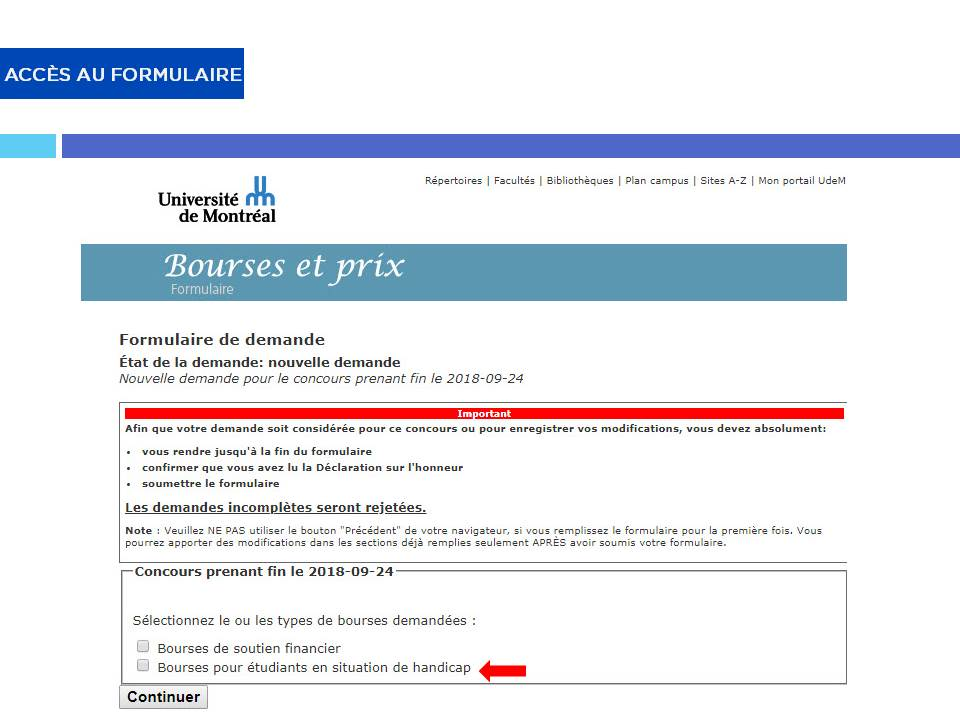 ACCÈS AU FORMULAIRE
Répertoires | Facultés | Bibliothèques | Plan campus | Sites A-Z | Mon portail UdeM
Université
de Montréal
Bourses et prix
Formulaire
Formulaire de demande
État de la demande: nouvelle demande
Nouvelle demande pour le concours prenant fin le 2018-09-24
Important
Afin que votre demande soit considérée pour ce concours ou pour enregistrer vos modifications, vous devez absolument:
• vous rendre jusqu'à la fin du formulaire
• confirmer que vous avez lu la Déclaration sur l'honneur
• soumettre le formulaire
Les demandes incomplètes seront rejetées.
Note : Veuillez NE PAS utiliser le bouton "Précédent" de votre navigateur, si vous remplissez le formulaire pour la première fois. Vous
pourrez apporter des modifications dans les sections déjà remplies seulement APRÈS avoir soumis votre formulaire.
Concours prenant fin le 2018-09-24
Sélectionnez le ou les types de bourses demandées :
Bourses de soutien financier
Bourses pour étudiants en situation de handicap
Continuer